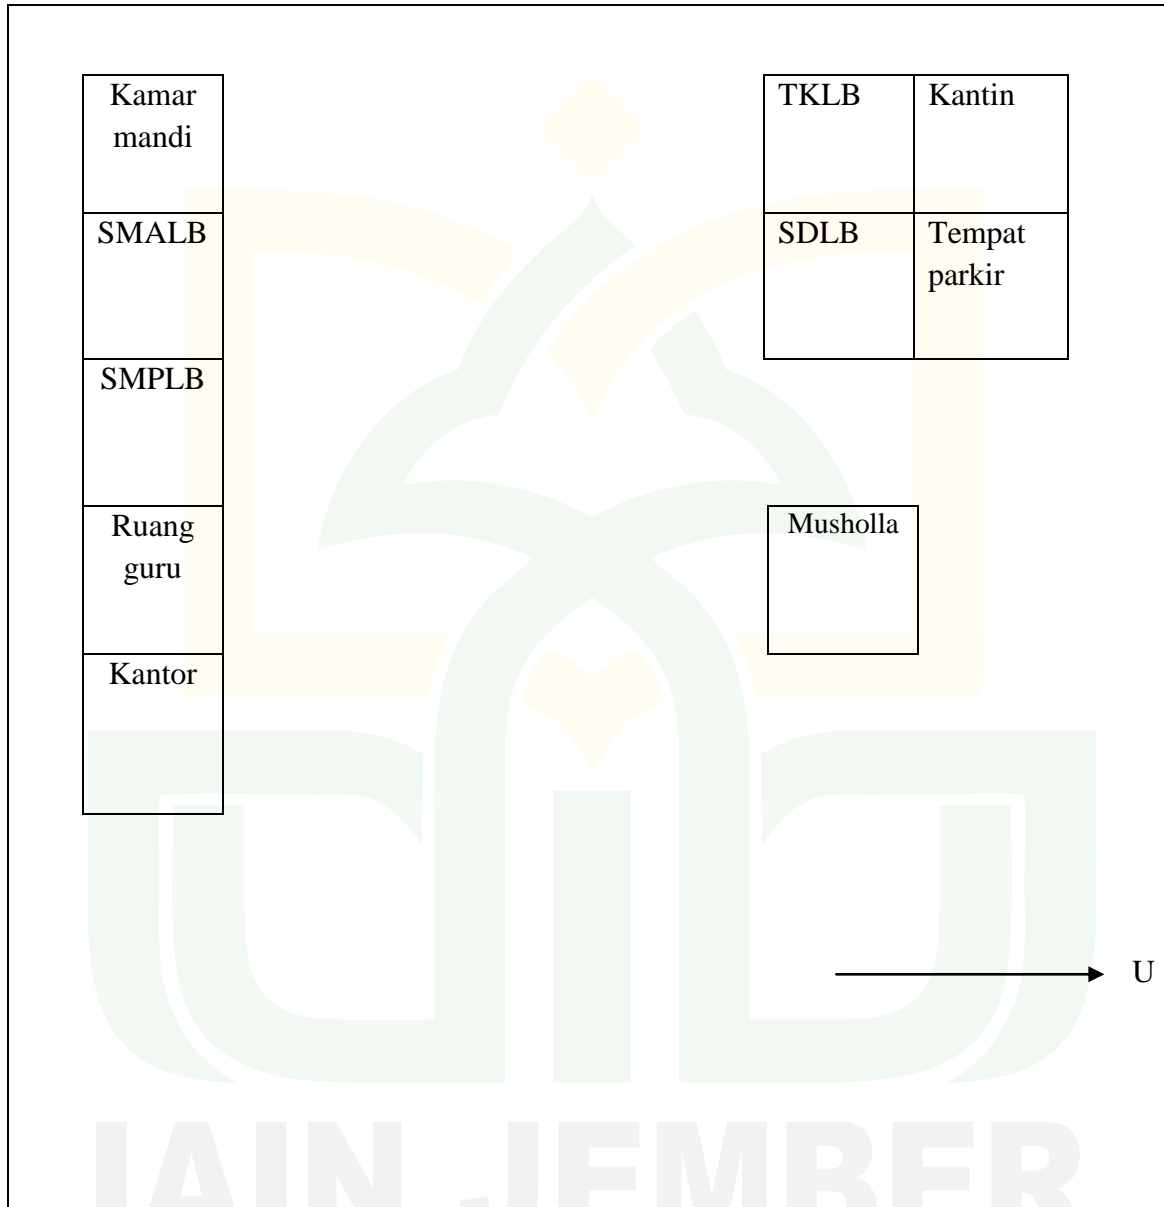 Kamar
mandi
SMALB
SMPLB
Ruang
guru
Kantor
TKLB
Kantin
SDLB
Tempat
parkir
Musholla
U
IAIN JEMBER